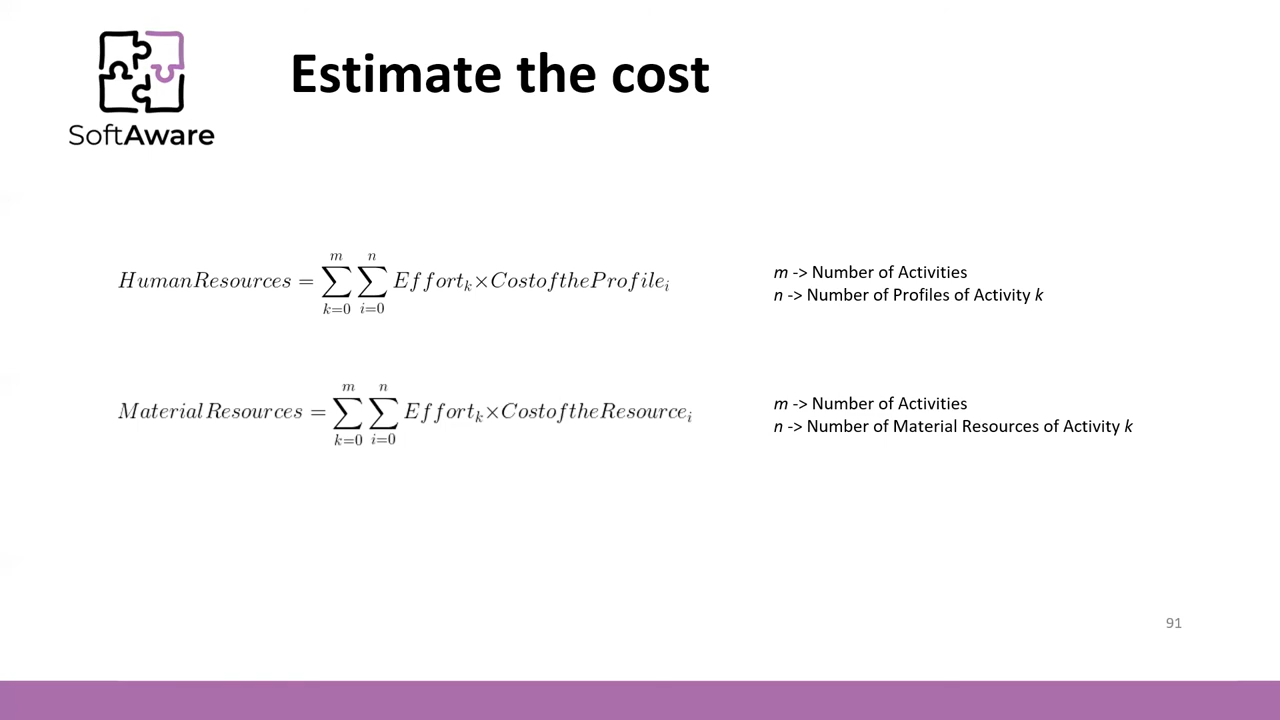 SoftAware
Estimate the cost
HumanResources = ∑_{k=0}^{m} ∑_{i=0}^{n} Effort_k×CostoftheProfile_i
m -> Number of Activities
n -> Number of Profiles of Activity k
MaterialResources = ∑_{k=0}^{m} ∑_{i=0}^{n} Effort_k×CostoftheResource_i
m -> Number of Activities
n -> Number of Material Resources of Activity k
91